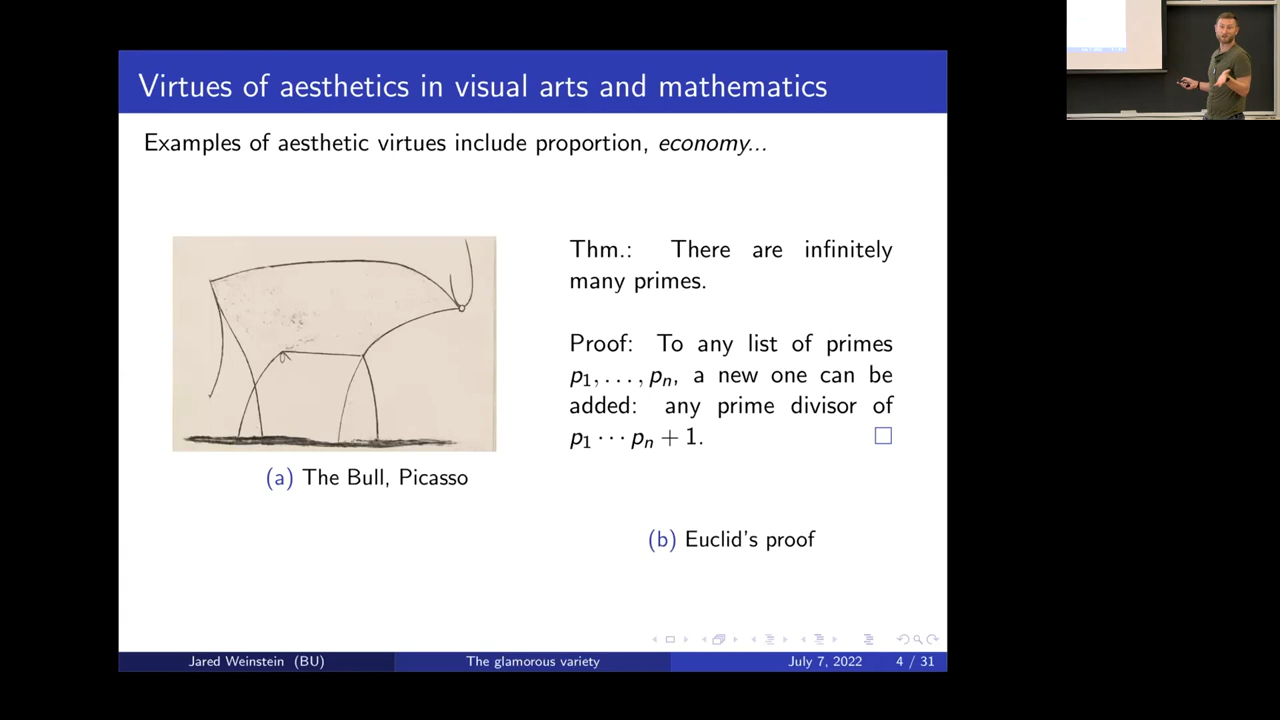 Virtues of aesthetics in visual arts and mathematics
Examples of aesthetic virtues include proportion, economy...
(a) The Bull, Picasso
Thm.: There are infinitely
many primes.
Proof: To any list of primes
p₁, . . . , pₙ, a new one can be
added: any prime divisor of
p₁ · · · pₙ + 1. □
(b) Euclid's proof
Jared Weinstein (BU) The glamorous variety July 7, 2022 4 / 31